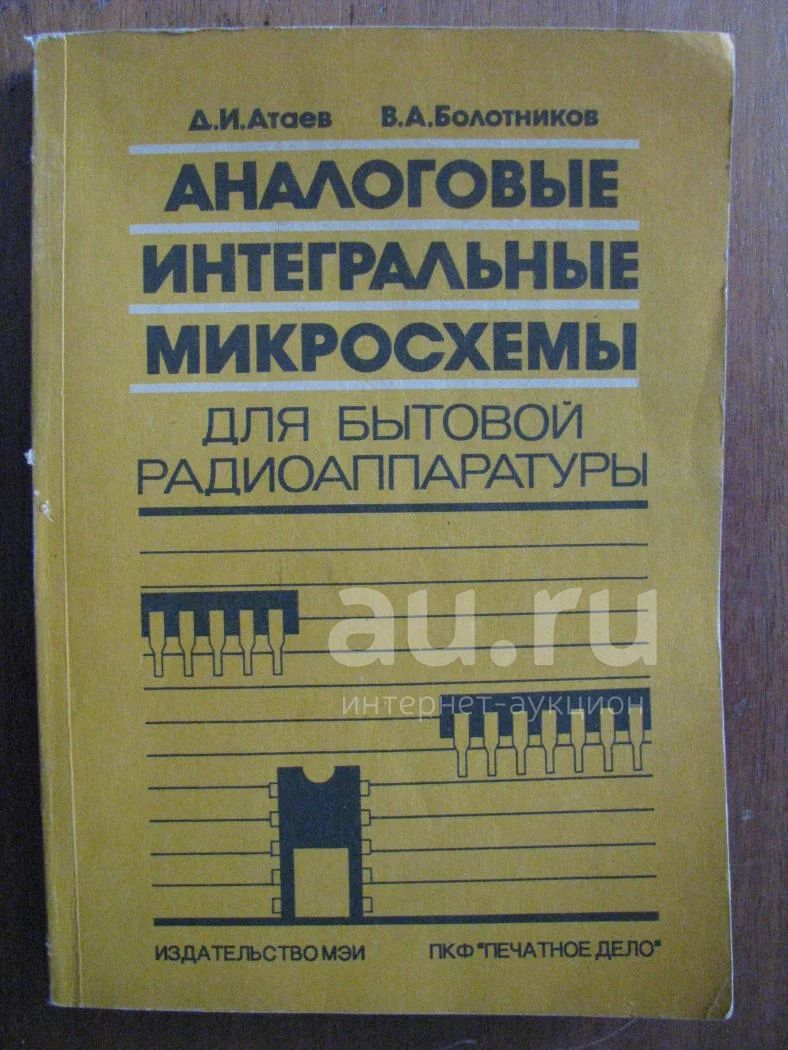 Д.И.Атаев В.А.Болотников
АНАЛОГОВЫЕ
ИНТЕГРАЛЬНЫЕ
МИКРОСХЕМЫ
ДЛЯ БЫТОВОЙ
РАДИОАППАРАТУРЫ
au.ru
интернет-аукцион
ИЗДАТЕЛЬСТВО МЭИ ПКФ "ПЕЧАТНОЕ ДЕЛО"